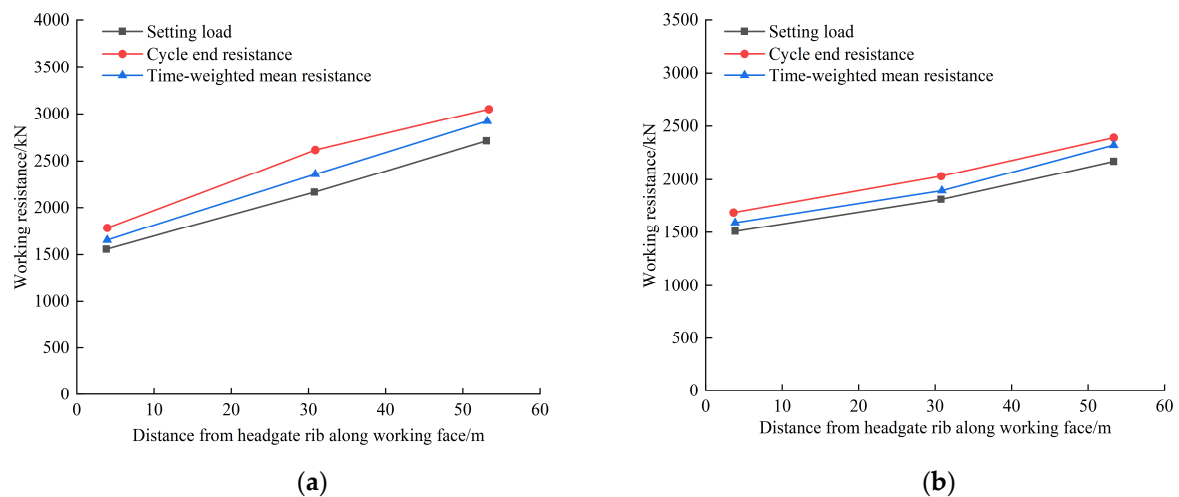 4000
3500
3000
2500
2000
1500
1000
500
0
Working resistance/kN
Setting load
Cycle end resistance
Time-weighted mean resistance
0 10 20 30 40 50 60
Distance from headgate rib along working face/m
(a)
3500
3000
2500
2000
1500
1000
500
0
Working resistance/kN
Setting load
Cycle end resistance
Time-weighted mean resistance
0 10 20 30 40 50 60
Distance from headgate rib along working face/m
(b)